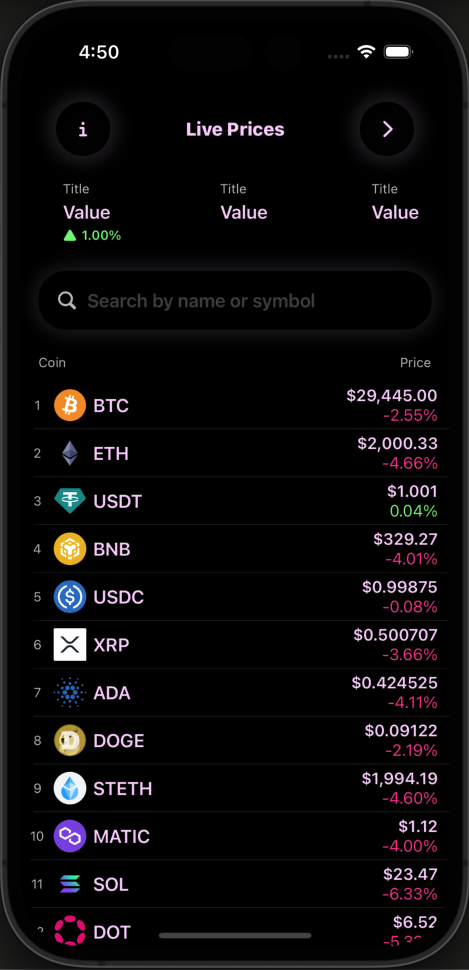 4:50
i Live Prices
Title Title Title
Value Value Value
1.00%
Search by name or symbol
Coin Price
1 BTC $29,445.00
-2.55%
2 ETH $2,000.33
-4.66%
3 USDT $1.001
0.04%
4 BNB $329.27
-4.01%
5 USDC $0.99875
-0.08%
6 XRP $0.500707
-3.66%
7 ADA $0.424525
-4.11%
8 DOGE $0.09122
-2.19%
9 STETH $1,994.19
-4.60%
10 MATIC $1.12
-4.00%
11 SOL $23.47
-6.33%
DOT $6.52